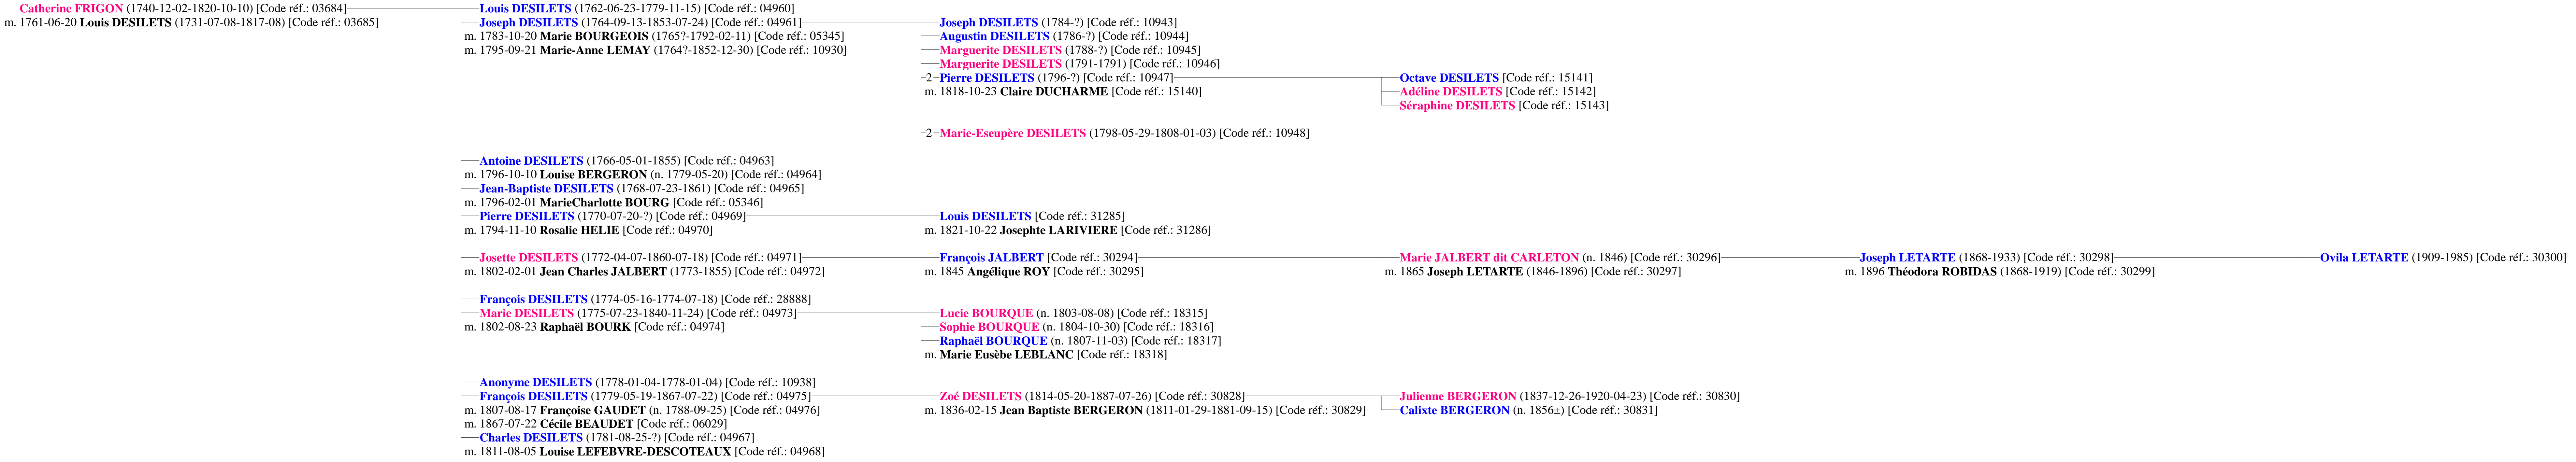 Catherine FRIGON (1740-12-02-1820-10-10) [Code réf.: 03684]
m. 1761-06-20 Louis DESILETS (1731-07-08-1817-08) [Code réf.: 03685]
Louis DESILETS (1762-06-23-1779-11-15) [Code réf.: 04960]
Joseph DESILETS (1764-09-13-1853-07-24) [Code réf.: 04961]
m. 1783-10-20 Marie BOURGEOIS (1765?-1792-02-11) [Code réf.: 05345]
m. 1795-09-21 Marie-Anne LEMAY (1764?-1852-12-30) [Code réf.: 10930]
Joseph DESILETS (1784-?) [Code réf.: 10943]
Augustin DESILETS (1786-?) [Code réf.: 10944]
Marguerite DESILETS (1788-?) [Code réf.: 10945]
Marguerite DESILETS (1791-1791) [Code réf.: 10946]
2 Pierre DESILETS (1796-?) [Code réf.: 10947]
m. 1818-10-23 Claire DUCHARME [Code réf.: 15140]
Octave DESILETS [Code réf.: 15141]
Adéline DESILETS [Code réf.: 15142]
Séraphine DESILETS [Code réf.: 15143]
2 Marie-Eseupère DESILETS (1798-05-29-1808-01-03) [Code réf.: 10948]
Antoine DESILETS (1766-05-01-1855) [Code réf.: 04963]
m. 1796-10-10 Louise BERGERON (n. 1779-05-20) [Code réf.: 04964]
Jean-Baptiste DESILETS (1768-07-23-1861) [Code réf.: 04965]
m. 1796-02-01 MarieCharlotte BOURG [Code réf.: 05346]
Pierre DESILETS (1770-07-20-?) [Code réf.: 04969]
m. 1794-11-10 Rosalie HELIE [Code réf.: 04970]
Louis DESILETS [Code réf.: 31285]
m. 1821-10-22 Josephte LARIVIERE [Code réf.: 31286]
Josette DESILETS (1772-04-07-1860-07-18) [Code réf.: 04971]
m. 1802-02-01 Jean Charles JALBERT (1773-1855) [Code réf.: 04972]
François JALBERT [Code réf.: 30294]
m. 1845 Angélique ROY [Code réf.: 30295]
Marie JALBERT dit CARLETON (n. 1846) [Code réf.: 30296]
m. 1865 Joseph LETARTE (1846-1896) [Code réf.: 30297]
Joseph LETARTE (1868-1933) [Code réf.: 30298]
m. 1896 Théodora ROBIDAS (1868-1919) [Code réf.: 30299]
Ovila LETARTE (1909-1985) [Code réf.: 30300]
François DESILETS (1774-05-16-1774-07-18) [Code réf.: 28888]
Marie DESILETS (1775-07-23-1840-11-24) [Code réf.: 04973]
m. 1802-08-23 Raphaël BOURK [Code réf.: 04974]
Lucie BOURQUE (n. 1803-08-08) [Code réf.: 18315]
Sophie BOURQUE (n. 1804-10-30) [Code réf.: 18316]
Raphaël BOURQUE (n. 1807-11-03) [Code réf.: 18317]
m. Marie Eusèbe LEBLANC [Code réf.: 18318]
Anonyme DESILETS (1778-01-04-1778-01-04) [Code réf.: 10938]
François DESILETS (1779-05-19-1867-07-22) [Code réf.: 04975]
m. 1807-08-17 Françoise GAUDET (n. 1788-09-25) [Code réf.: 04976]
m. 1867-07-22 Cécile BEAUDET [Code réf.: 06029]
Zoé DESILETS (1814-05-20-1887-07-26) [Code réf.: 30828]
m. 1836-02-15 Jean Baptiste BERGERON (1811-01-29-1881-09-15) [Code réf.: 30829]
Julienne BERGERON (1837-12-26-1920-04-23) [Code réf.: 30830]
Calixte BERGERON (n. 1856±) [Code réf.: 30831]
Charles DESILETS (1781-08-25-?) [Code réf.: 04967]
m. 1811-08-05 Louise LEFEBVRE-DESCOTEAUX [Code réf.: 04968]